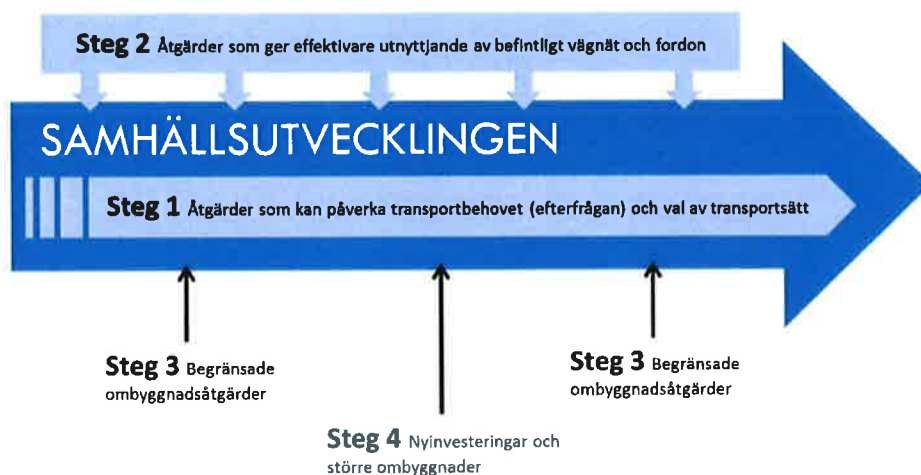 Steg 2 Åtgärder som ger effektivare utnyttjande av befintligt vägnät och fordon
SAMHÄLLSUTVECKLINGEN
Steg 1 Åtgärder som kan påverka transportbehovet (efterfrågan) och val av transportsätt
Steg 3 Begränsade
ombyggnadsåtgärder
Steg 3 Begränsade
ombyggnadsåtgärder
Steg 4 Nyinvesteringar och
större ombyggnader